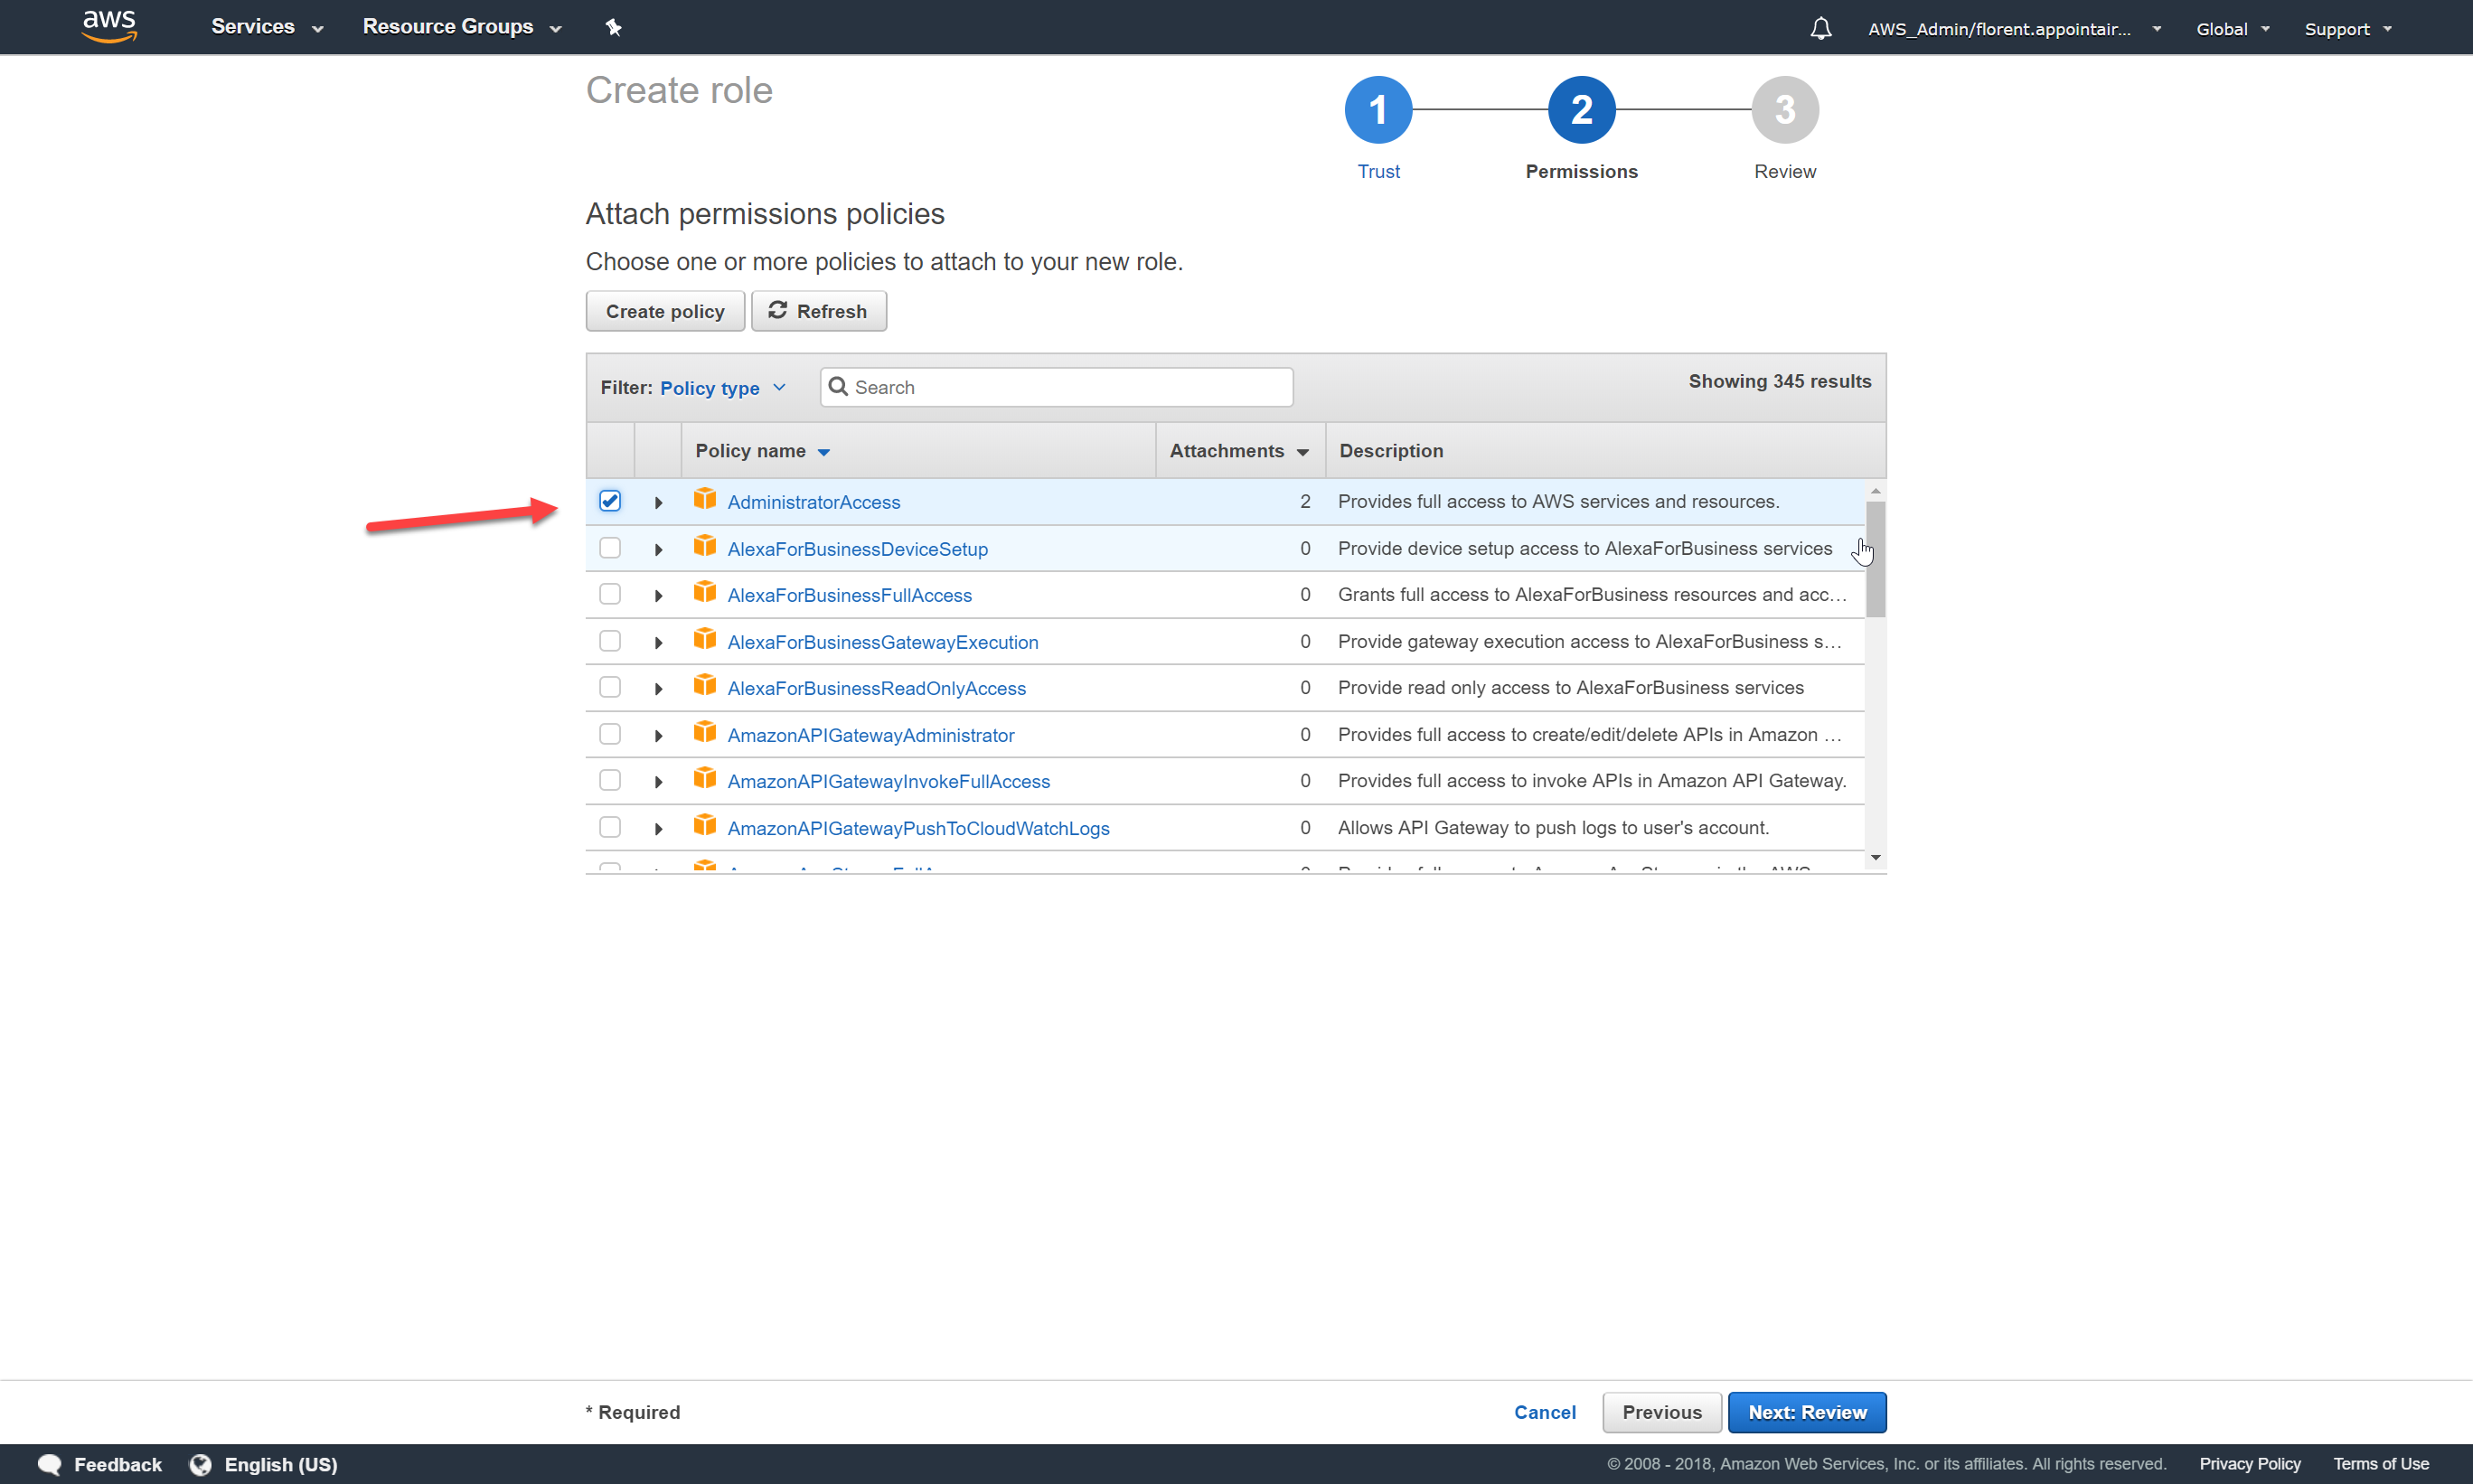 aws Services Resource Groups AWS_Admin/florent.appointair... Global Support
Create role
1 2 3
Trust Permissions Review
Attach permissions policies
Choose one or more policies to attach to your new role.
Create policy Refresh
Filter: Policy type Search Showing 345 results
Policy name Attachments Description
AdministratorAccess 2 Provides full access to AWS services and resources.
AlexaForBusinessDeviceSetup 0 Provide device setup access to AlexaForBusiness services
AlexaForBusinessFullAccess 0 Grants full access to AlexaForBusiness resources and acc...
AlexaForBusinessGatewayExecution 0 Provide gateway execution access to AlexaForBusiness s...
AlexaForBusinessReadOnlyAccess 0 Provide read only access to AlexaForBusiness services
AmazonAPIGatewayAdministrator 0 Provides full access to create/edit/delete APIs in Amazon ...
AmazonAPIGatewayInvokeFullAccess 0 Provides full access to invoke APIs in Amazon API Gateway.
AmazonAPIGatewayPushToCloudWatchLogs 0 Allows API Gateway to push logs to user's account.
* Required Cancel Previous Next: Review
Feedback English (US) © 2008 - 2018, Amazon Web Services, Inc. or its affiliates. All rights reserved. Privacy Policy Terms of Use